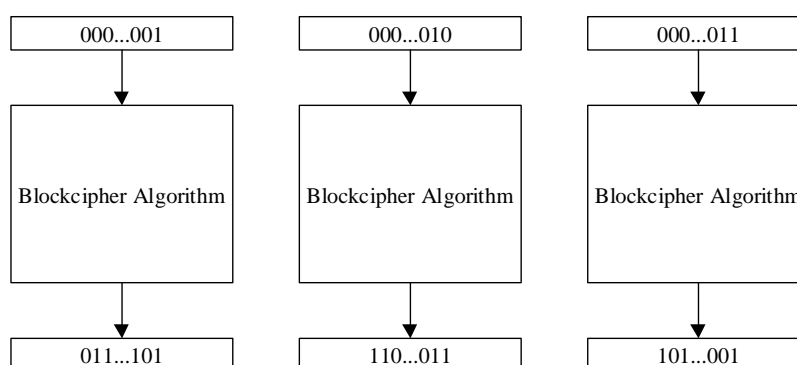 000...001
000...010
000...011
Blockcipher Algorithm
Blockcipher Algorithm
Blockcipher Algorithm
011...101
110...011
101...001